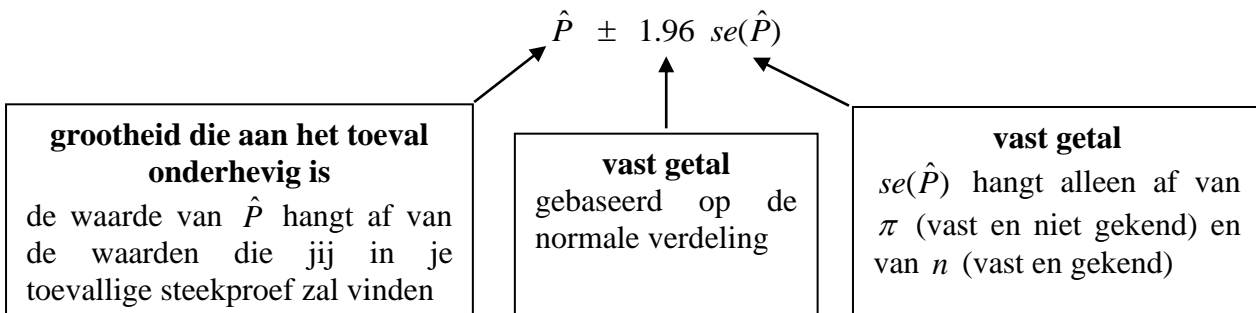 P̂ ± 1.96 se(P̂)
grootheid die aan het toeval
onderhevig is
de waarde van P̂ hangt af van
de waarden die jij in je
toevallige steekproef zal vinden
vast getal
gebaseerd op de
normale verdeling
vast getal
se(P̂) hangt alleen af van
π (vast en niet gekend) en
van n (vast en gekend)